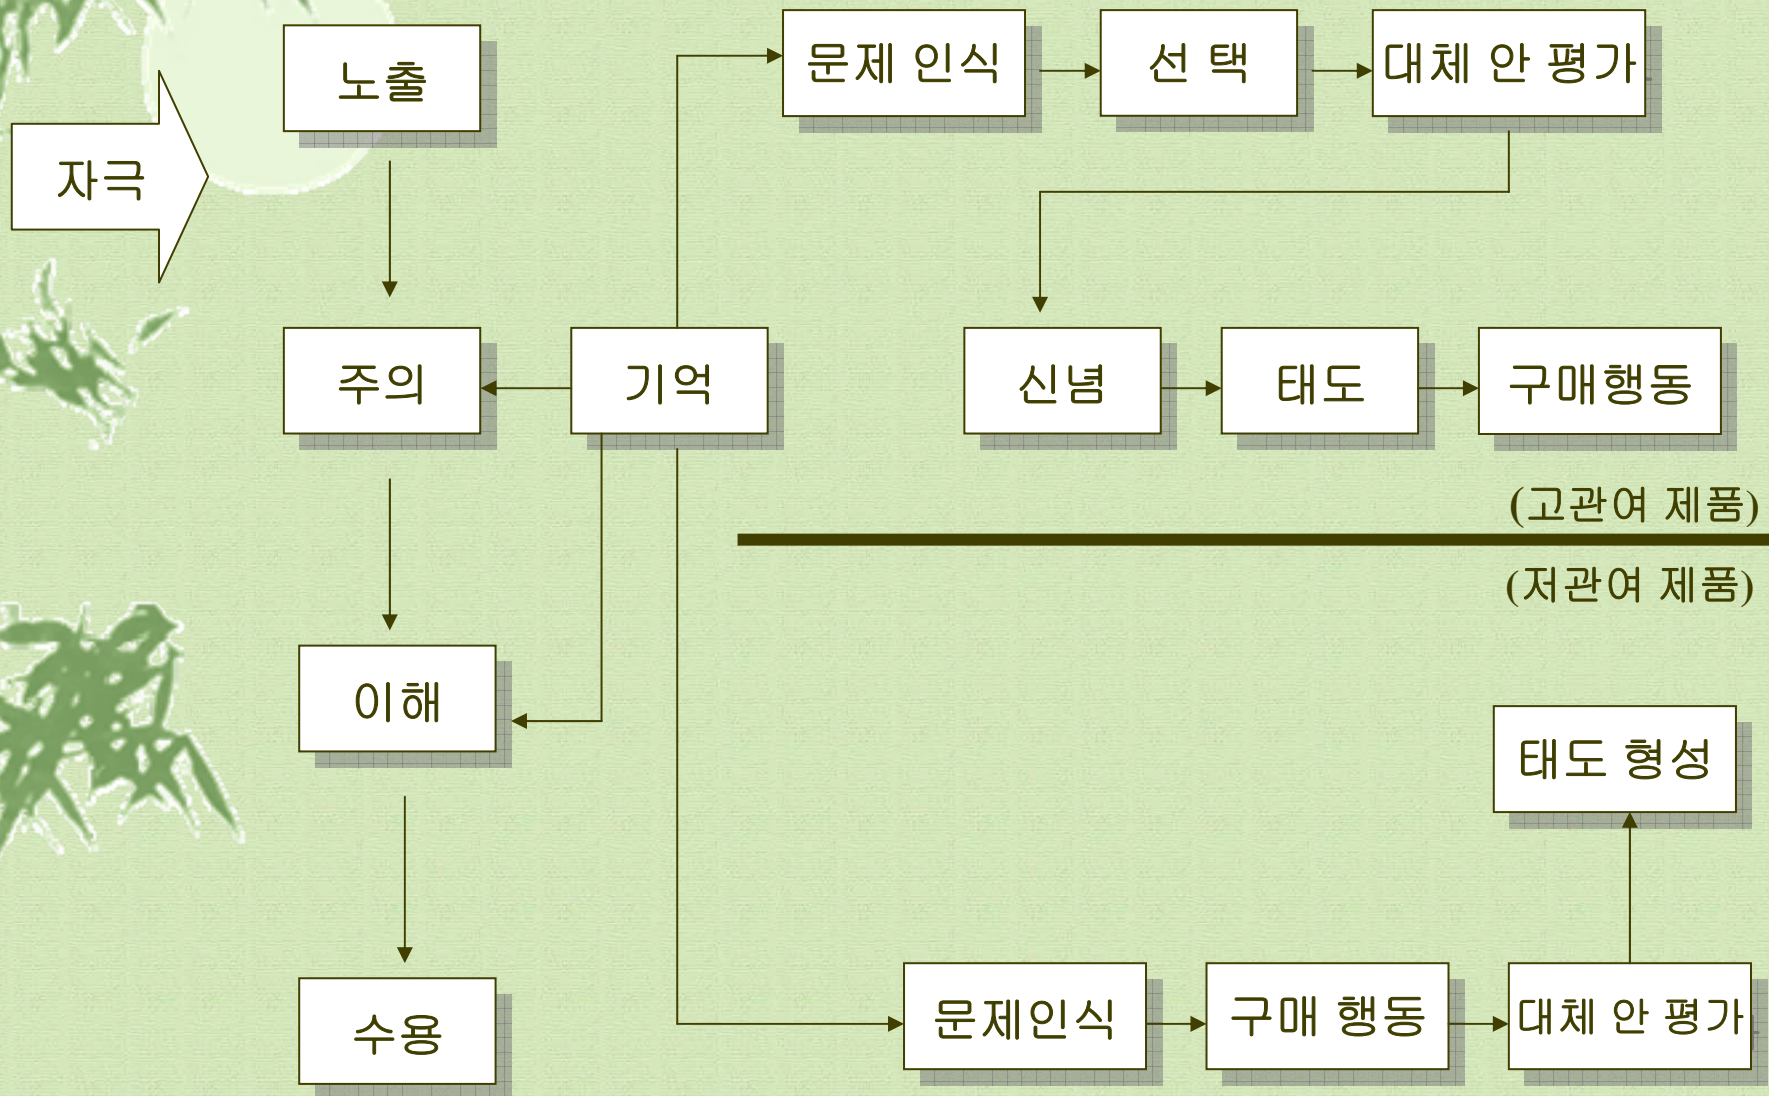 노출
문제 인식
선 택
대체 안 평가
자극
주의
기억
신념
태도
구매행동
(고관여 제품)
(저관여 제품)
이해
태도 형성
수용
문제인식
구매 행동
대체 안 평가